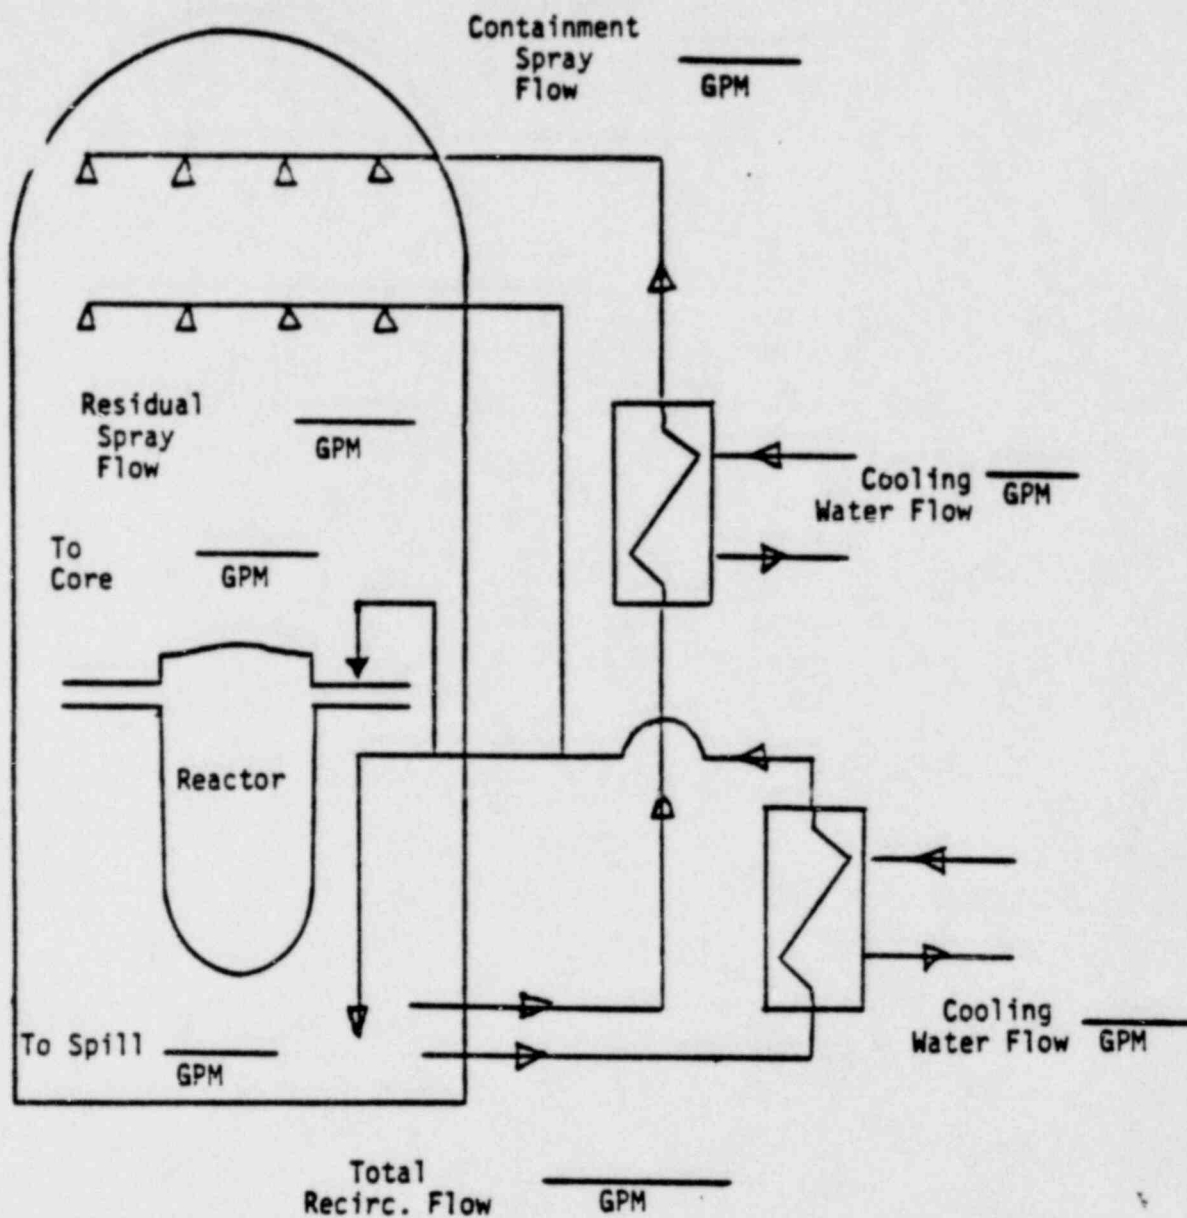 Containment
Spray
Flow
GPM
Residual
Spray
Flow
GPM
Cooling
Water Flow
GPM
To
Core
GPM
Reactor
Cooling
Water Flow
GPM
To Spill
GPM
Total
Recirc. Flow
GPM